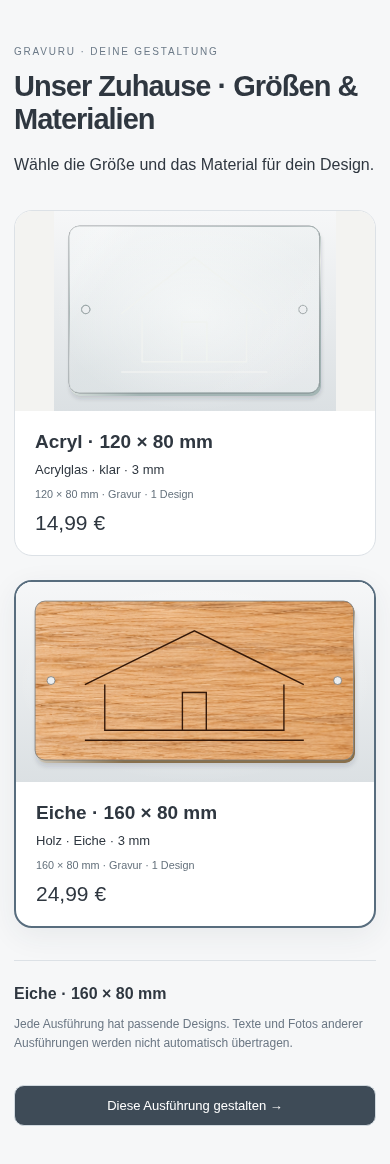 GRAVURU · DEINE GESTALTUNG
Unser Zuhause · Größen &
Materialien
Wähle die Größe und das Material für dein Design.
Acryl · 120 × 80 mm
Acrylglas · klar · 3 mm
120 × 80 mm · Gravur · 1 Design
14,99 €
Eiche · 160 × 80 mm
Holz · Eiche · 3 mm
160 × 80 mm · Gravur · 1 Design
24,99 €
Eiche · 160 × 80 mm
Jede Ausführung hat passende Designs. Texte und Fotos anderer
Ausführungen werden nicht automatisch übertragen.
Diese Ausführung gestalten →